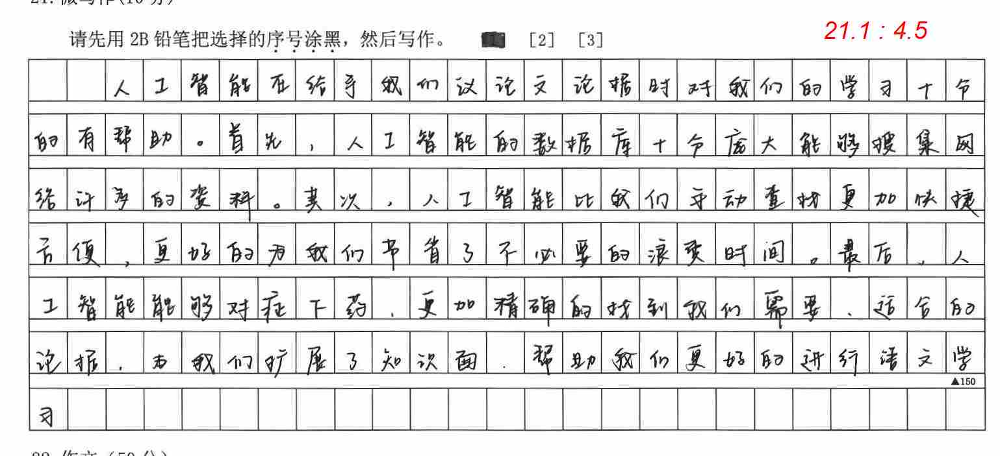 21.微写作(10分)
请先用 2B 铅笔把选择的序号涂黑，然后写作。 [2] [3]
21.1 : 4.5
人工智能在给予我们议论文论据时对我们的学习十分
的有帮助。首先，人工智能的数据库十分庞大能够搜集网
络许多的资料。其次，人工智能比我们手动查找更加快捷
方便，更好的为我们节省了不必要的浪费时间。最后，人
工智能能够对症下药，更加精确的找到我们需要、适合的
论据，为我们扩展了知识面，帮助我们更好的进行语文学
▲150
习
22.作文(50分)